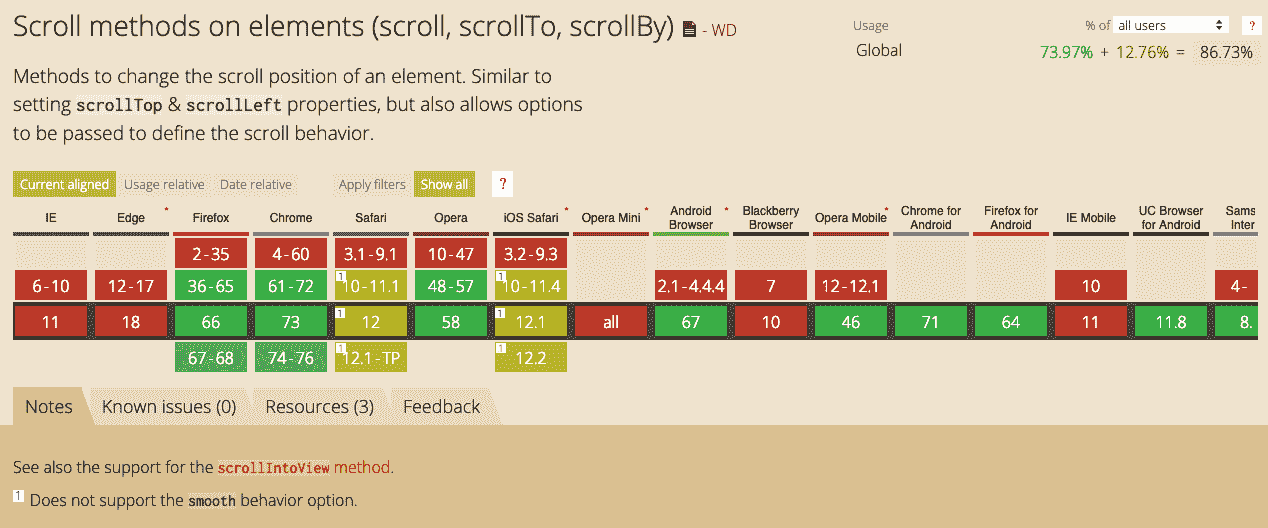 Scroll methods on elements (scroll, scrollTo, scrollBy) - WD
Usage % of all users ?
Global 73.97% + 12.76% = 86.73%
Methods to change the scroll position of an element. Similar to
setting scrollTop & scrollLeft properties, but also allows options
to be passed to define the scroll behavior.
Current aligned Usage relative Date relative Apply filters Show all ?
IE Edge * Firefox Chrome Safari Opera iOS Safari * Opera Mini * Android Browser * Blackberry Browser Opera Mobile * Chrome for Android Firefox for Android IE Mobile UC Browser for Android Sams Inter
2-35 4-60 3.1-9.1 10-47 3.2-9.3
6-10 12-17 36-65 61-72 1 10-11.1 48-57 1 10-11.4 2.1-4.4.4 7 12-12.1 10 4-
11 18 66 73 1 12 58 1 12.1 all 67 10 46 71 64 11 11.8 8.
67-68 74-76 1 12.1-TP 1 12.2
Notes Known issues (0) Resources (3) Feedback
See also the support for the scrollIntoView method.
1 Does not support the smooth behavior option.